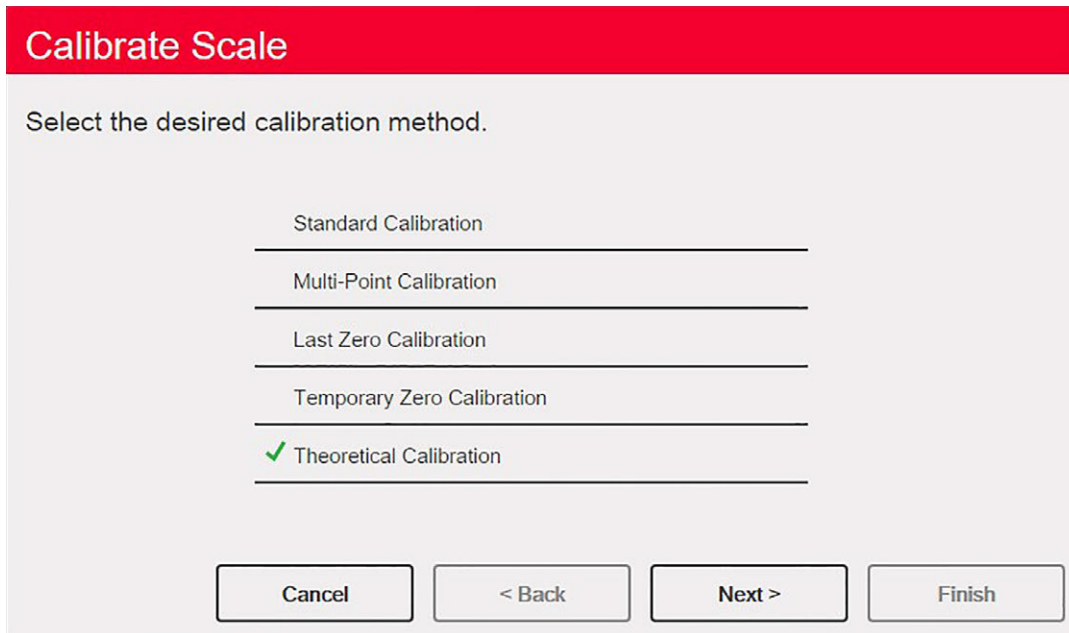 Calibrate Scale
Select the desired calibration method.
Standard Calibration
Multi-Point Calibration
Last Zero Calibration
Temporary Zero Calibration
Theoretical Calibration
Cancel
< Back
Next >
Finish